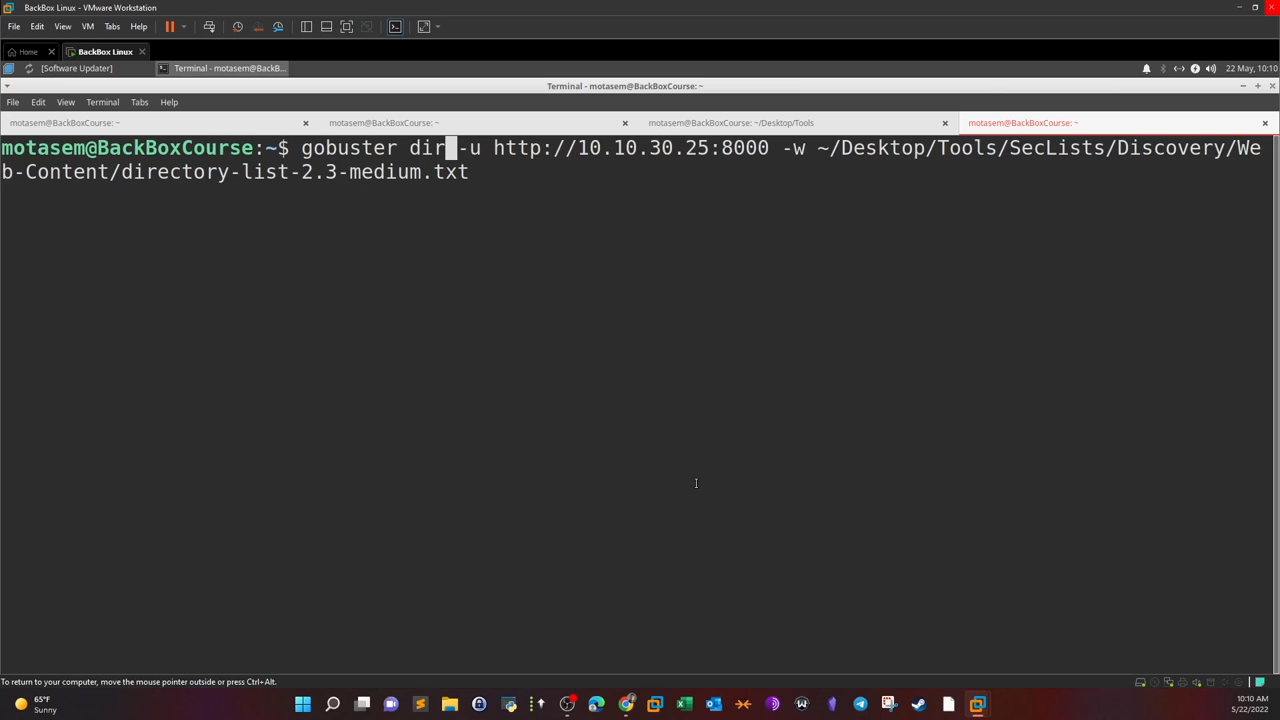 BackBox Linux - VMware Workstation
File Edit View VM Tabs Help
Home BackBox Linux
[Software Updater] Terminal - motasem@BackB... 22 May, 10:10
Terminal - motasem@BackBoxCourse: ~
File Edit View Terminal Tabs Help
motasem@BackBoxCourse: ~ motasem@BackBoxCourse: ~ motasem@BackBoxCourse: ~/Desktop/Tools motasem@BackBoxCourse: ~
motasem@BackBoxCourse:~$ gobuster dir -u http://10.10.30.25:8000 -w ~/Desktop/Tools/SecLists/Discovery/We
b-Content/directory-list-2.3-medium.txt
To return to your computer, move the mouse pointer outside or press Ctrl+Alt.
65°F
Sunny
10:10 AM
5/22/2022